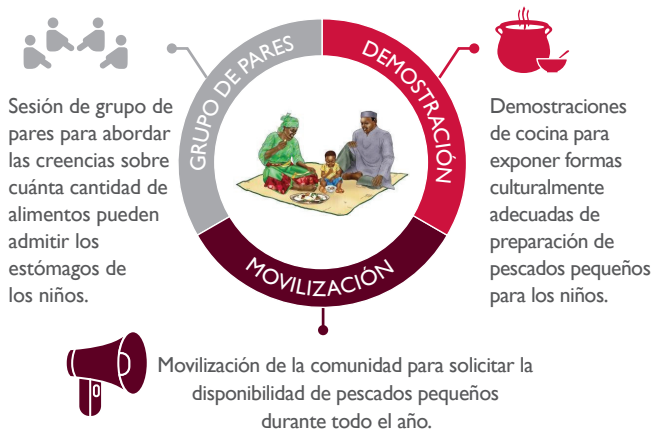 GRUPO DE PARES
DEMOSTRACIÓN
MOVILIZACIÓN
Sesión de grupo de
pares para abordar
las creencias sobre
cuánta cantidad de
alimentos pueden
admitir los
estómagos de
los niños.
Demostraciones
de cocina para
exponer formas
culturalmente
adecuadas de
preparación de
pescados pequeños
para los niños.
Movilización de la comunidad para solicitar la
disponibilidad de pescados pequeños
durante todo el año.